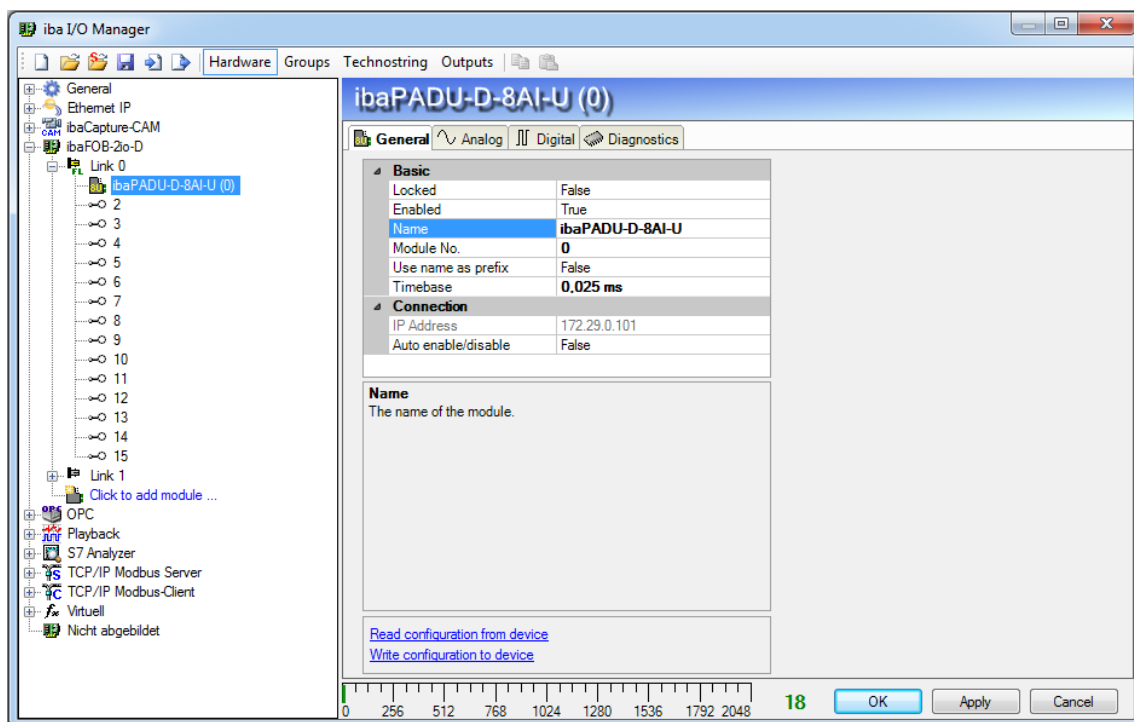 iba I/O Manager
Hardware Groups Technostring Outputs
General
Ethernet IP
ibaCapture-CAM
ibaFOB-2io-D
Link 0
ibaPADU-D-8AI-U (0)
2
3
4
5
6
7
8
9
10
11
12
13
14
15
Link 1
Click to add module ...
OPC
Playback
S7 Analyzer
TCP/IP Modbus Server
TCP/IP Modbus-Client
Virtuell
Nicht abgebildet
ibaPADU-D-8AI-U (0)
General Analog Digital Diagnostics
Basic
Locked False
Enabled True
Name ibaPADU-D-8AI-U
Module No. 0
Use name as prefix False
Timebase 0,025 ms
Connection
IP Address 172.29.0.101
Auto enable/disable False
Name
The name of the module.
Read configuration from device
Write configuration to device
0 256 512 768 1024 1280 1536 1792 2048
18 OK Apply Cancel